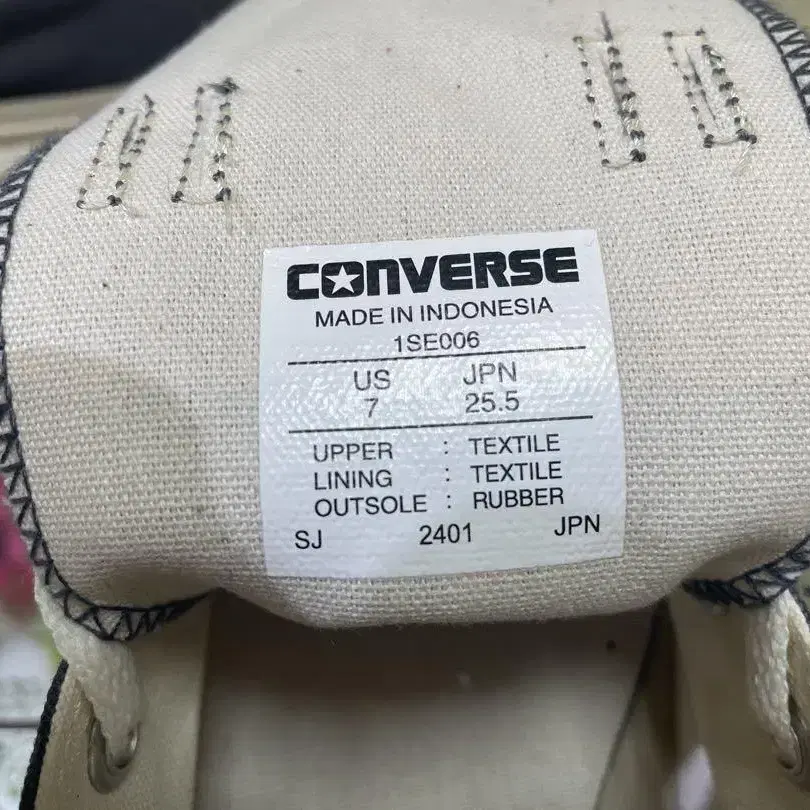 CONVERSE
MADE IN INDONESIA
1SE006
US JPN
7 25.5
UPPER : TEXTILE
LINING : TEXTILE
OUTSOLE : RUBBER
SJ 2401 JPN